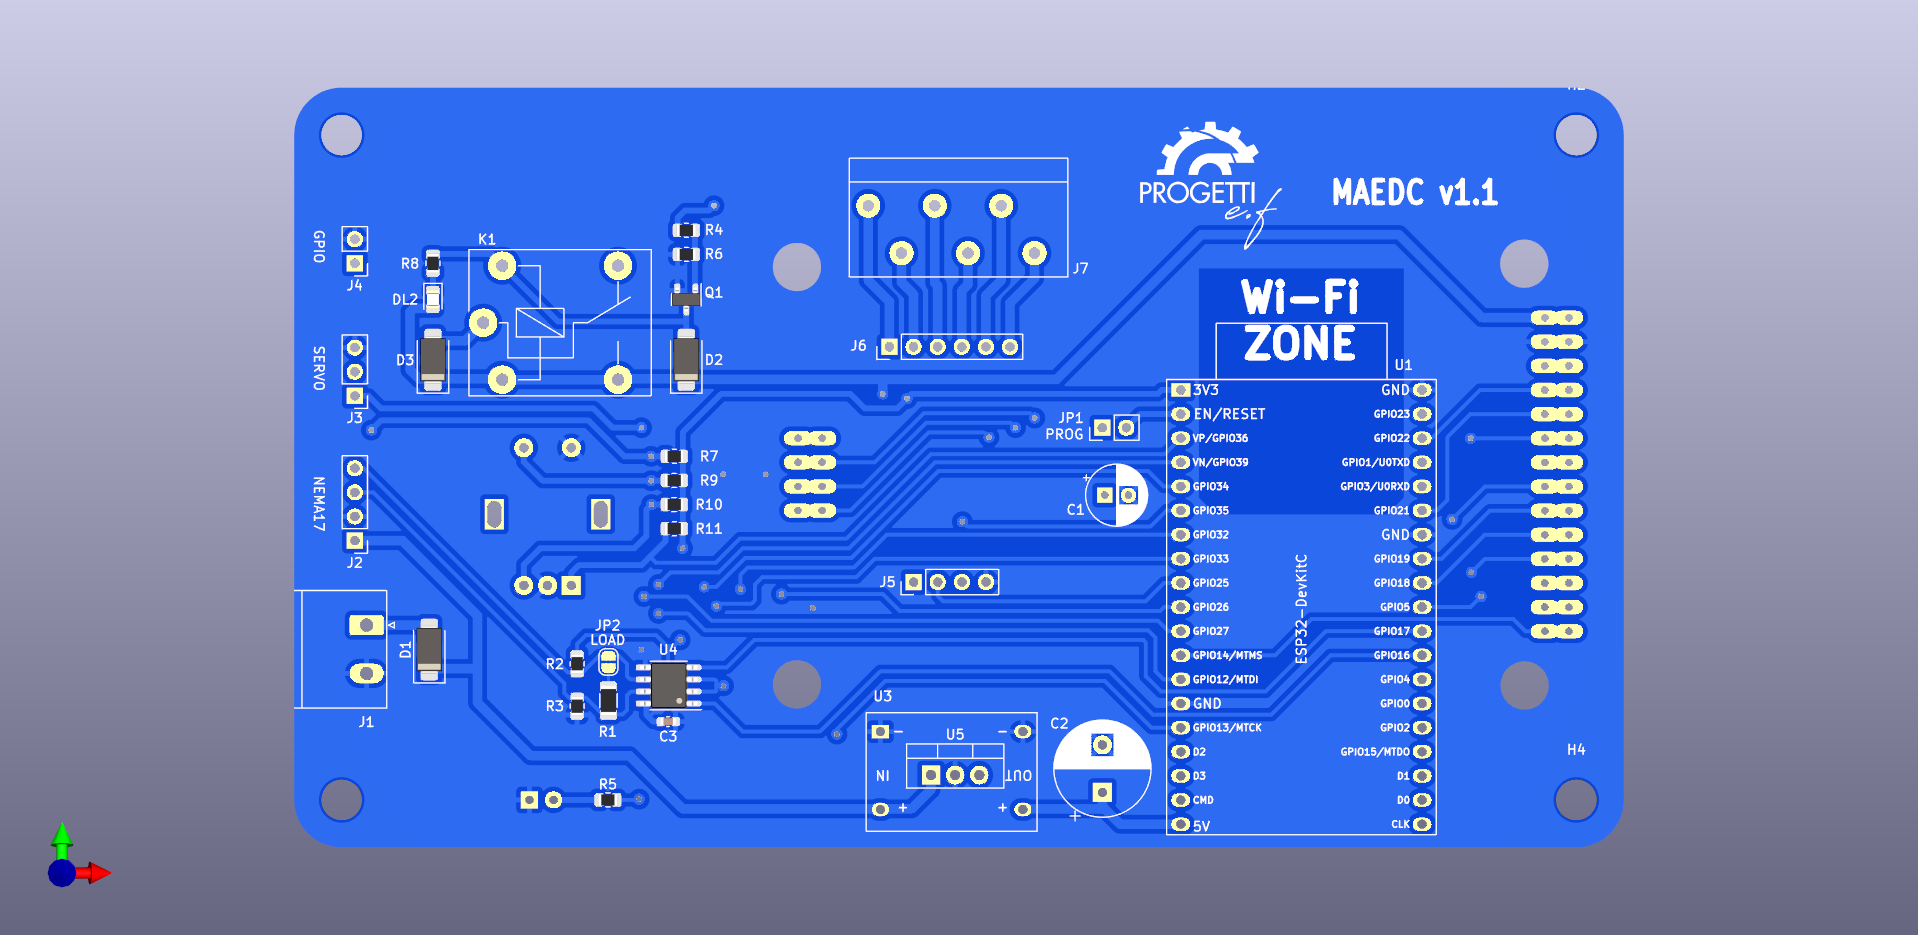 PROGETTI
e.f
MAEDC v1.1
GPIO
J4
K1
R8
DL2
D3
R4
R6
Q1
D2
J7
J6
Wi-Fi
ZONE
U1
SERVO
J3
JP1
PROG
C1
R7
R9
R10
R11
NEMA17
J2
J5
3V3
EN/RESET
VP/GPIO36
VN/GPIO39
GPIO34
GPIO35
GPIO32
GPIO33
GPIO25
GPIO26
GPIO27
GPIO14/MTMS
GPIO12/MTDI
GND
GPIO13/MTCK
D2
D3
CMD
5V
ESP32-DevKitC
GND
GPIO23
GPIO22
GPIO1/U0TXD
GPIO3/U0RXD
GPIO21
GND
GPIO19
GPIO18
GPIO5
GPIO17
GPIO16
GPIO4
GPIO0
GPIO2
GPIO15/MTDO
D1
D0
CLK
D1
J1
JP2
LOAD
R2
R3
R1
U4
C3
R5
U3
U5
- -
IN
OUT
+ +
C2
+
H4